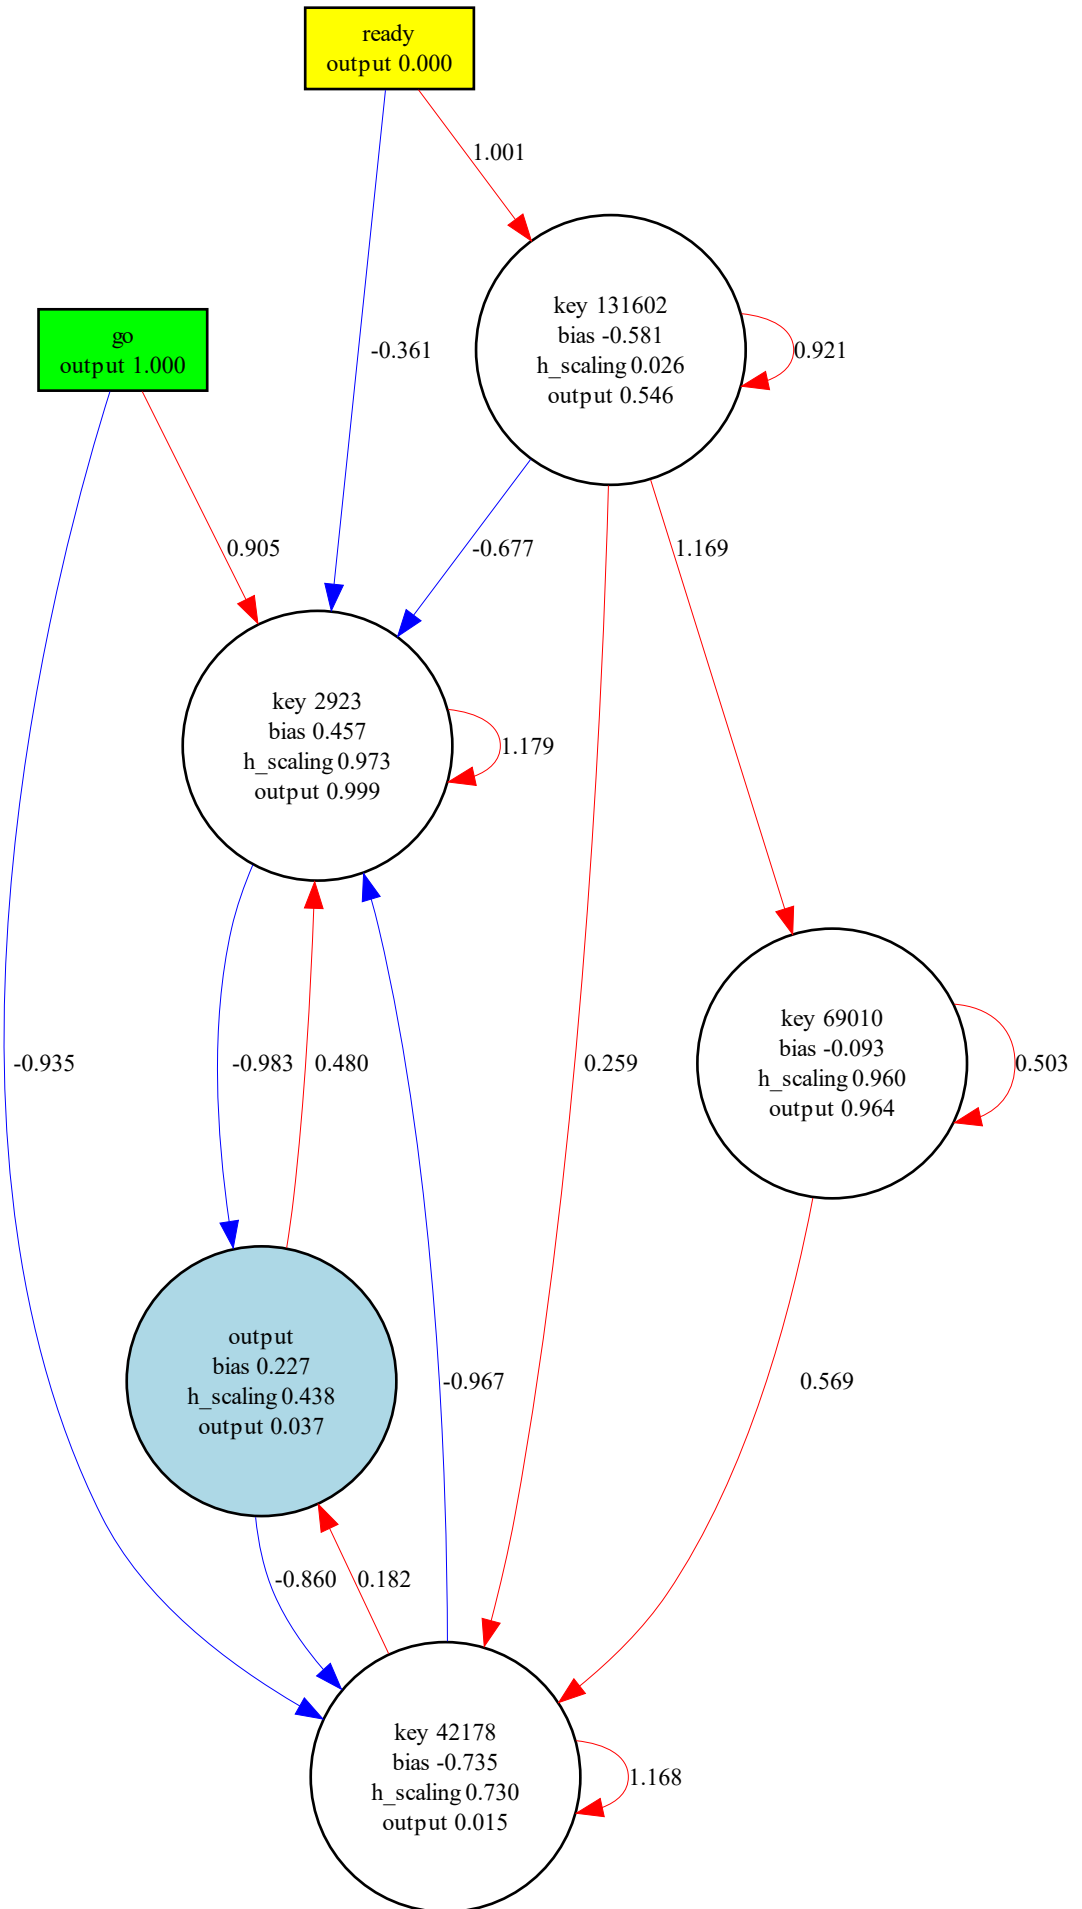 ready
output 0.000
1.001
key 131602
bias -0.581
h_scaling 0.026
output 0.546
0.921
go
output 1.000
-0.361
0.905
-0.677
1.169
key 2923
bias 0.457
h_scaling 0.973
output 0.999
1.179
key 69010
bias -0.093
h_scaling 0.960
output 0.964
0.503
-0.935
-0.983
0.480
0.259
output
bias 0.227
h_scaling 0.438
output 0.037
-0.967
0.569
-0.860
0.182
key 42178
bias -0.735
h_scaling 0.730
output 0.015
1.168